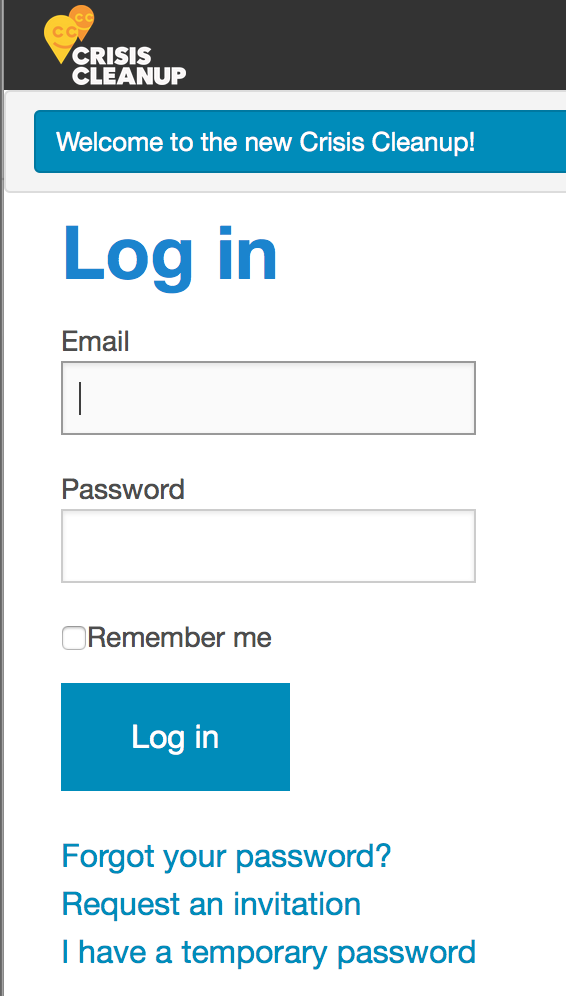 CC
CC
CRISIS
CLEANUP
Welcome to the new Crisis Cleanup!
Log in
Email
Password
Remember me
Log in
Forgot your password?
Request an invitation
I have a temporary password